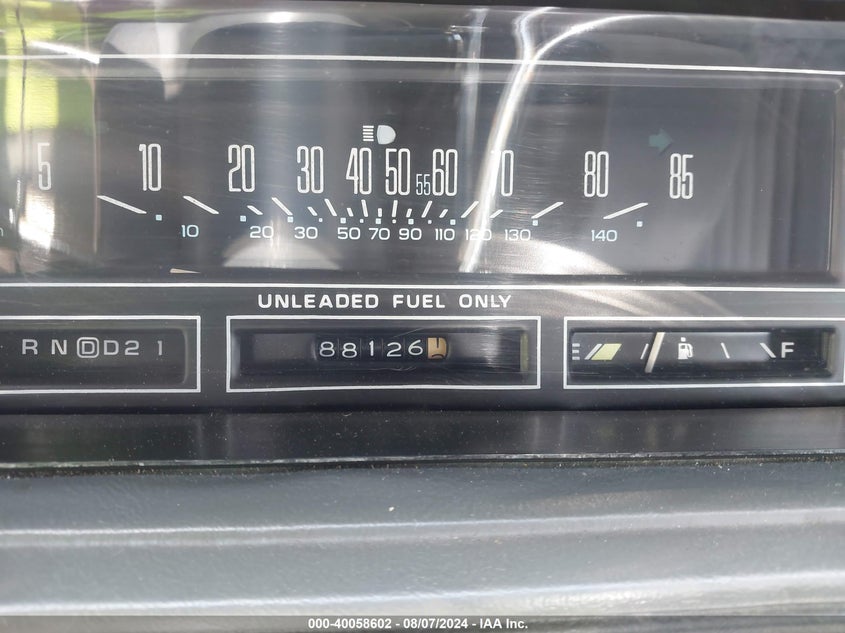 5 10 20 30 40 50 55 60 70 80 85
10 20 30 50 70 90 110 120 130 140
UNLEADED FUEL ONLY
R N D D 2 1
88126
E F
000-40058602 - 08/07/2024 - IAA Inc.